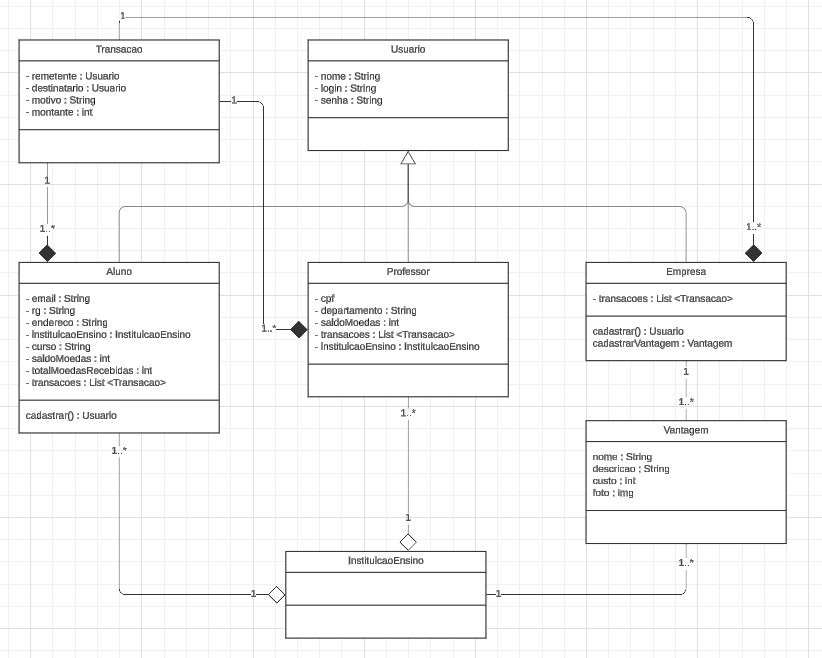 1
Transacao
- remetente : Usuario
- destinatario : Usuario
- motivo : String
- montante : int
1
Usuario
- nome : String
- login : String
- senha : String
1
1..*
1..*
1..*
Aluno
- email : String
- rg : String
- endereco : String
- InstituicaoEnsino : InstituicaoEnsino
- curso : String
- saldoMoedas : int
- totalMoedasRecebidas : int
- transacoes : List <Transacao>
cadastrar() : Usuario
Professor
- cpf
- departamento : String
- saldoMoedas : int
- transacoes : List <Transacao>
- InstituicaoEnsino : InstituicaoEnsino
Empresa
- transacoes : List <Transacao>
cadastrar() : Usuario
cadastrarVantagem : Vantagem
1
1..*
Vantagem
nome ; String
descricao ; String
custo ; int
foto ; img
1..*
1..*
1
1..*
InstituicaoEnsino
1
1